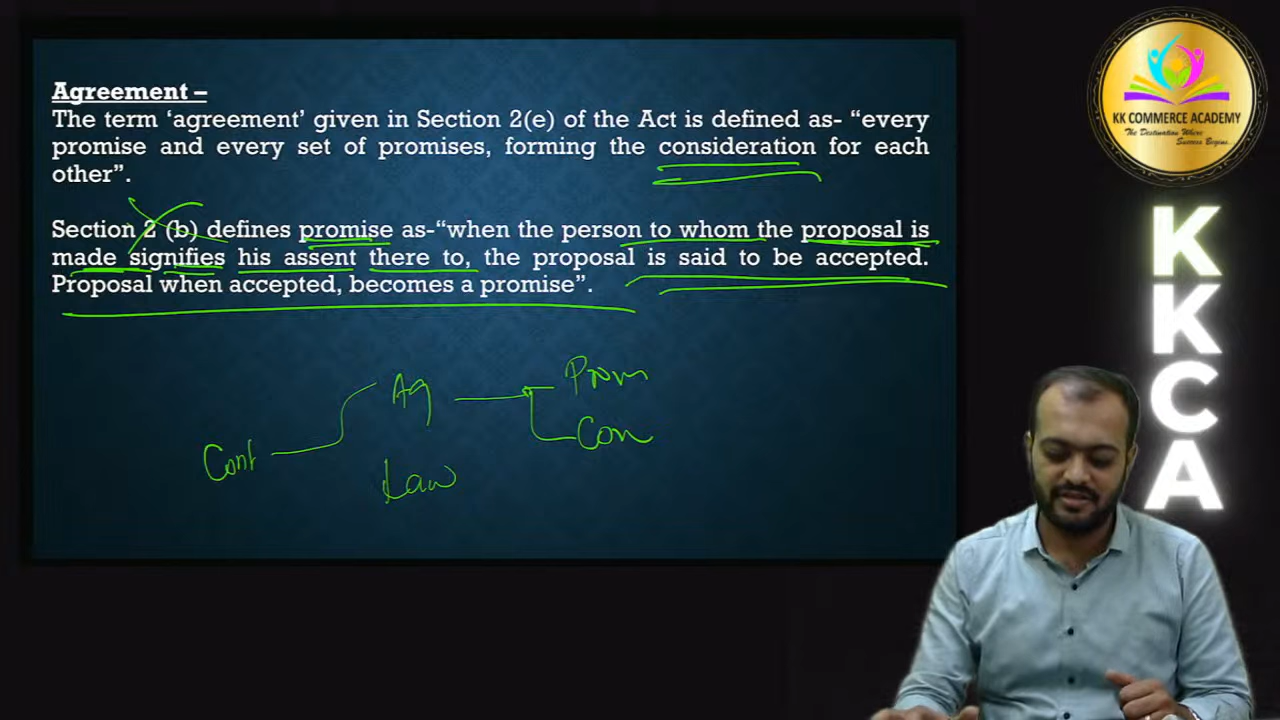 Agreement –
The term ‘agreement’ given in Section 2(e) of the Act is defined as- “every
promise and every set of promises, forming the consideration for each
other”.
Section 2 (b) defines promise as-“when the person to whom the proposal is
made signifies his assent there to, the proposal is said to be accepted.
Proposal when accepted, becomes a promise”.
Cont
Ag
Law
Prom
Con
KK COMMERCE ACADEMY
The Destination Where
Success Begins..
K
K
C
A